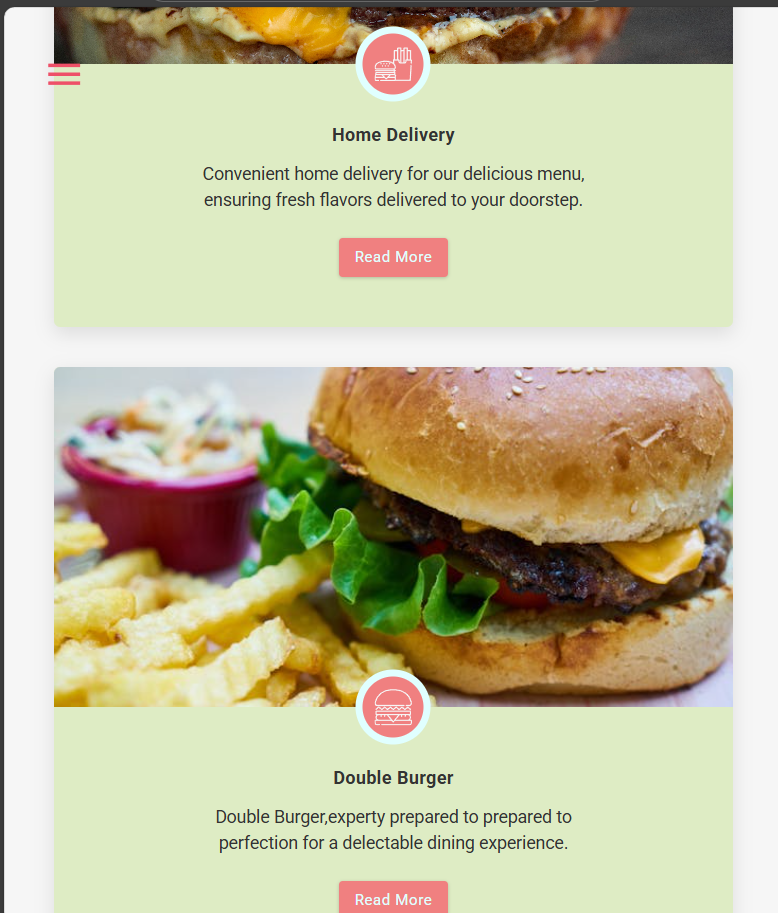 Home Delivery
Convenient home delivery for our delicious menu,
ensuring fresh flavors delivered to your doorstep.
Read More
Double Burger
Double Burger,experty prepared to prepared to
perfection for a delectable dining experience.
Read More